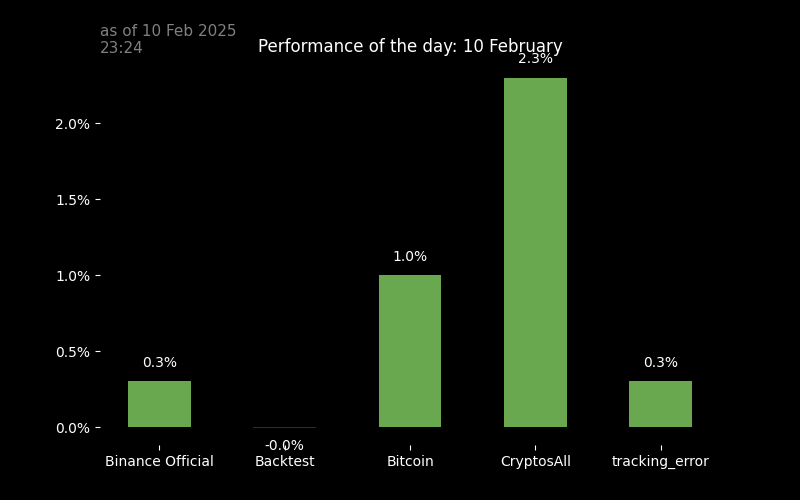 as of 10 Feb 2025
23:24
Performance of the day: 10 February
2.3%
2.0%
1.5%
1.0%
1.0%
0.5%
0.3%
0.3%
0.0%
-0.0%
Binance Official
Backtest
Bitcoin
CryptosAll
tracking_error